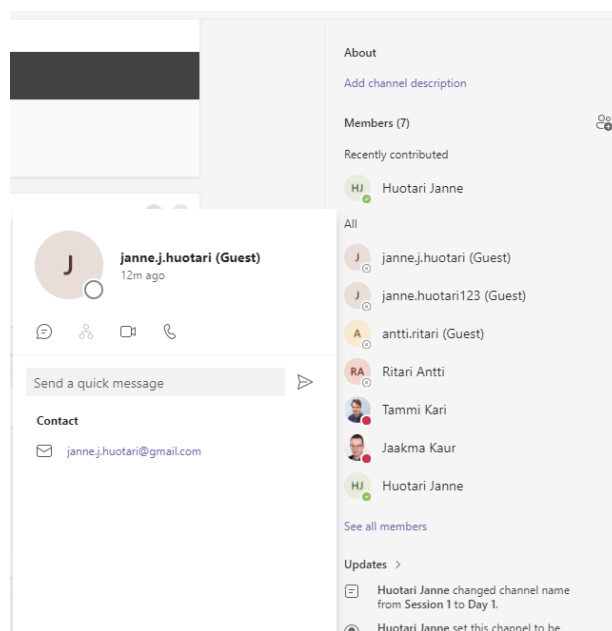 About
Add channel description
Members (7)
Recently contributed
HJ Huotari Janne
All
J janne.j.huotari (Guest)
J janne.huotari123 (Guest)
A antti.ritari (Guest)
RA Ritari Antti
Tammi Kari
Jaakma Kaur
HJ Huotari Janne
See all members
Updates >
Huotari Janne changed channel name
from Session 1 to Day 1.
Huotari Janne set this channel to be
J
janne.j.huotari (Guest)
12m ago
Send a quick message
Contact
janne.j.huotari@gmail.com